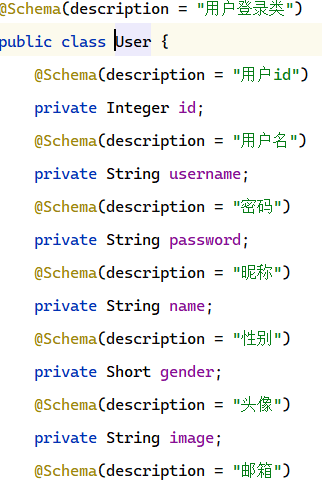 @Schema(description = "用户登录类")
public class User {
@Schema(description = "用户id")
private Integer id;
@Schema(description = "用户名")
private String username;
@Schema(description = "密码")
private String password;
@Schema(description = "昵称")
private String name;
@Schema(description = "性别")
private Short gender;
@Schema(description = "头像")
private String image;
@Schema(description = "邮箱")